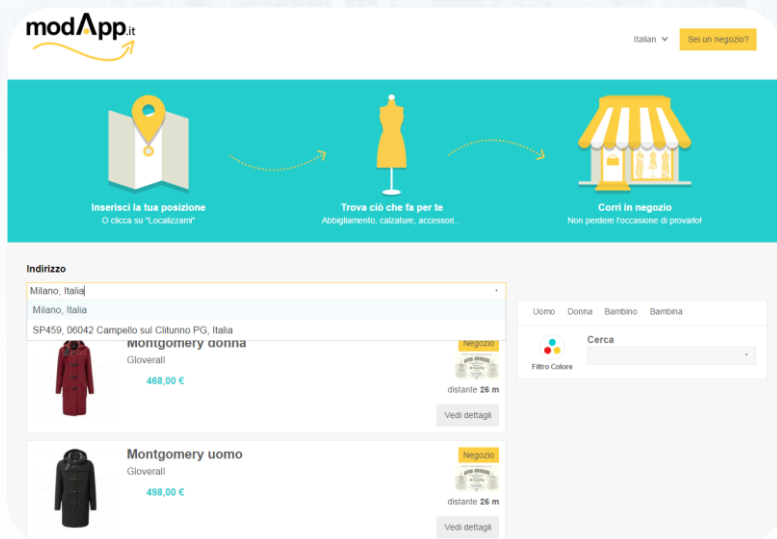 modApp.it
Italian
Sei un negozio?
Inserisci la tua posizione
O clicca su "Localizzami"
Trova ciò che fa per te
Abbigliamento, calzature, accessori...
Corri in negozio
Non perdere l'occasione di provarlo!
Indirizzo
Milano, Italia
Milano, Italia
SP459, 06042 Campello sul Clitunno PG, Italia
Uomo Donna Bambino Bambina
Cerca
Filtro Colore
Montgomery donna
Gloverall
468,00 €
Negozio
distante 26 m
Vedi dettagli
Montgomery uomo
Gloverall
498,00 €
Negozio
distante 26 m
Vedi dettagli